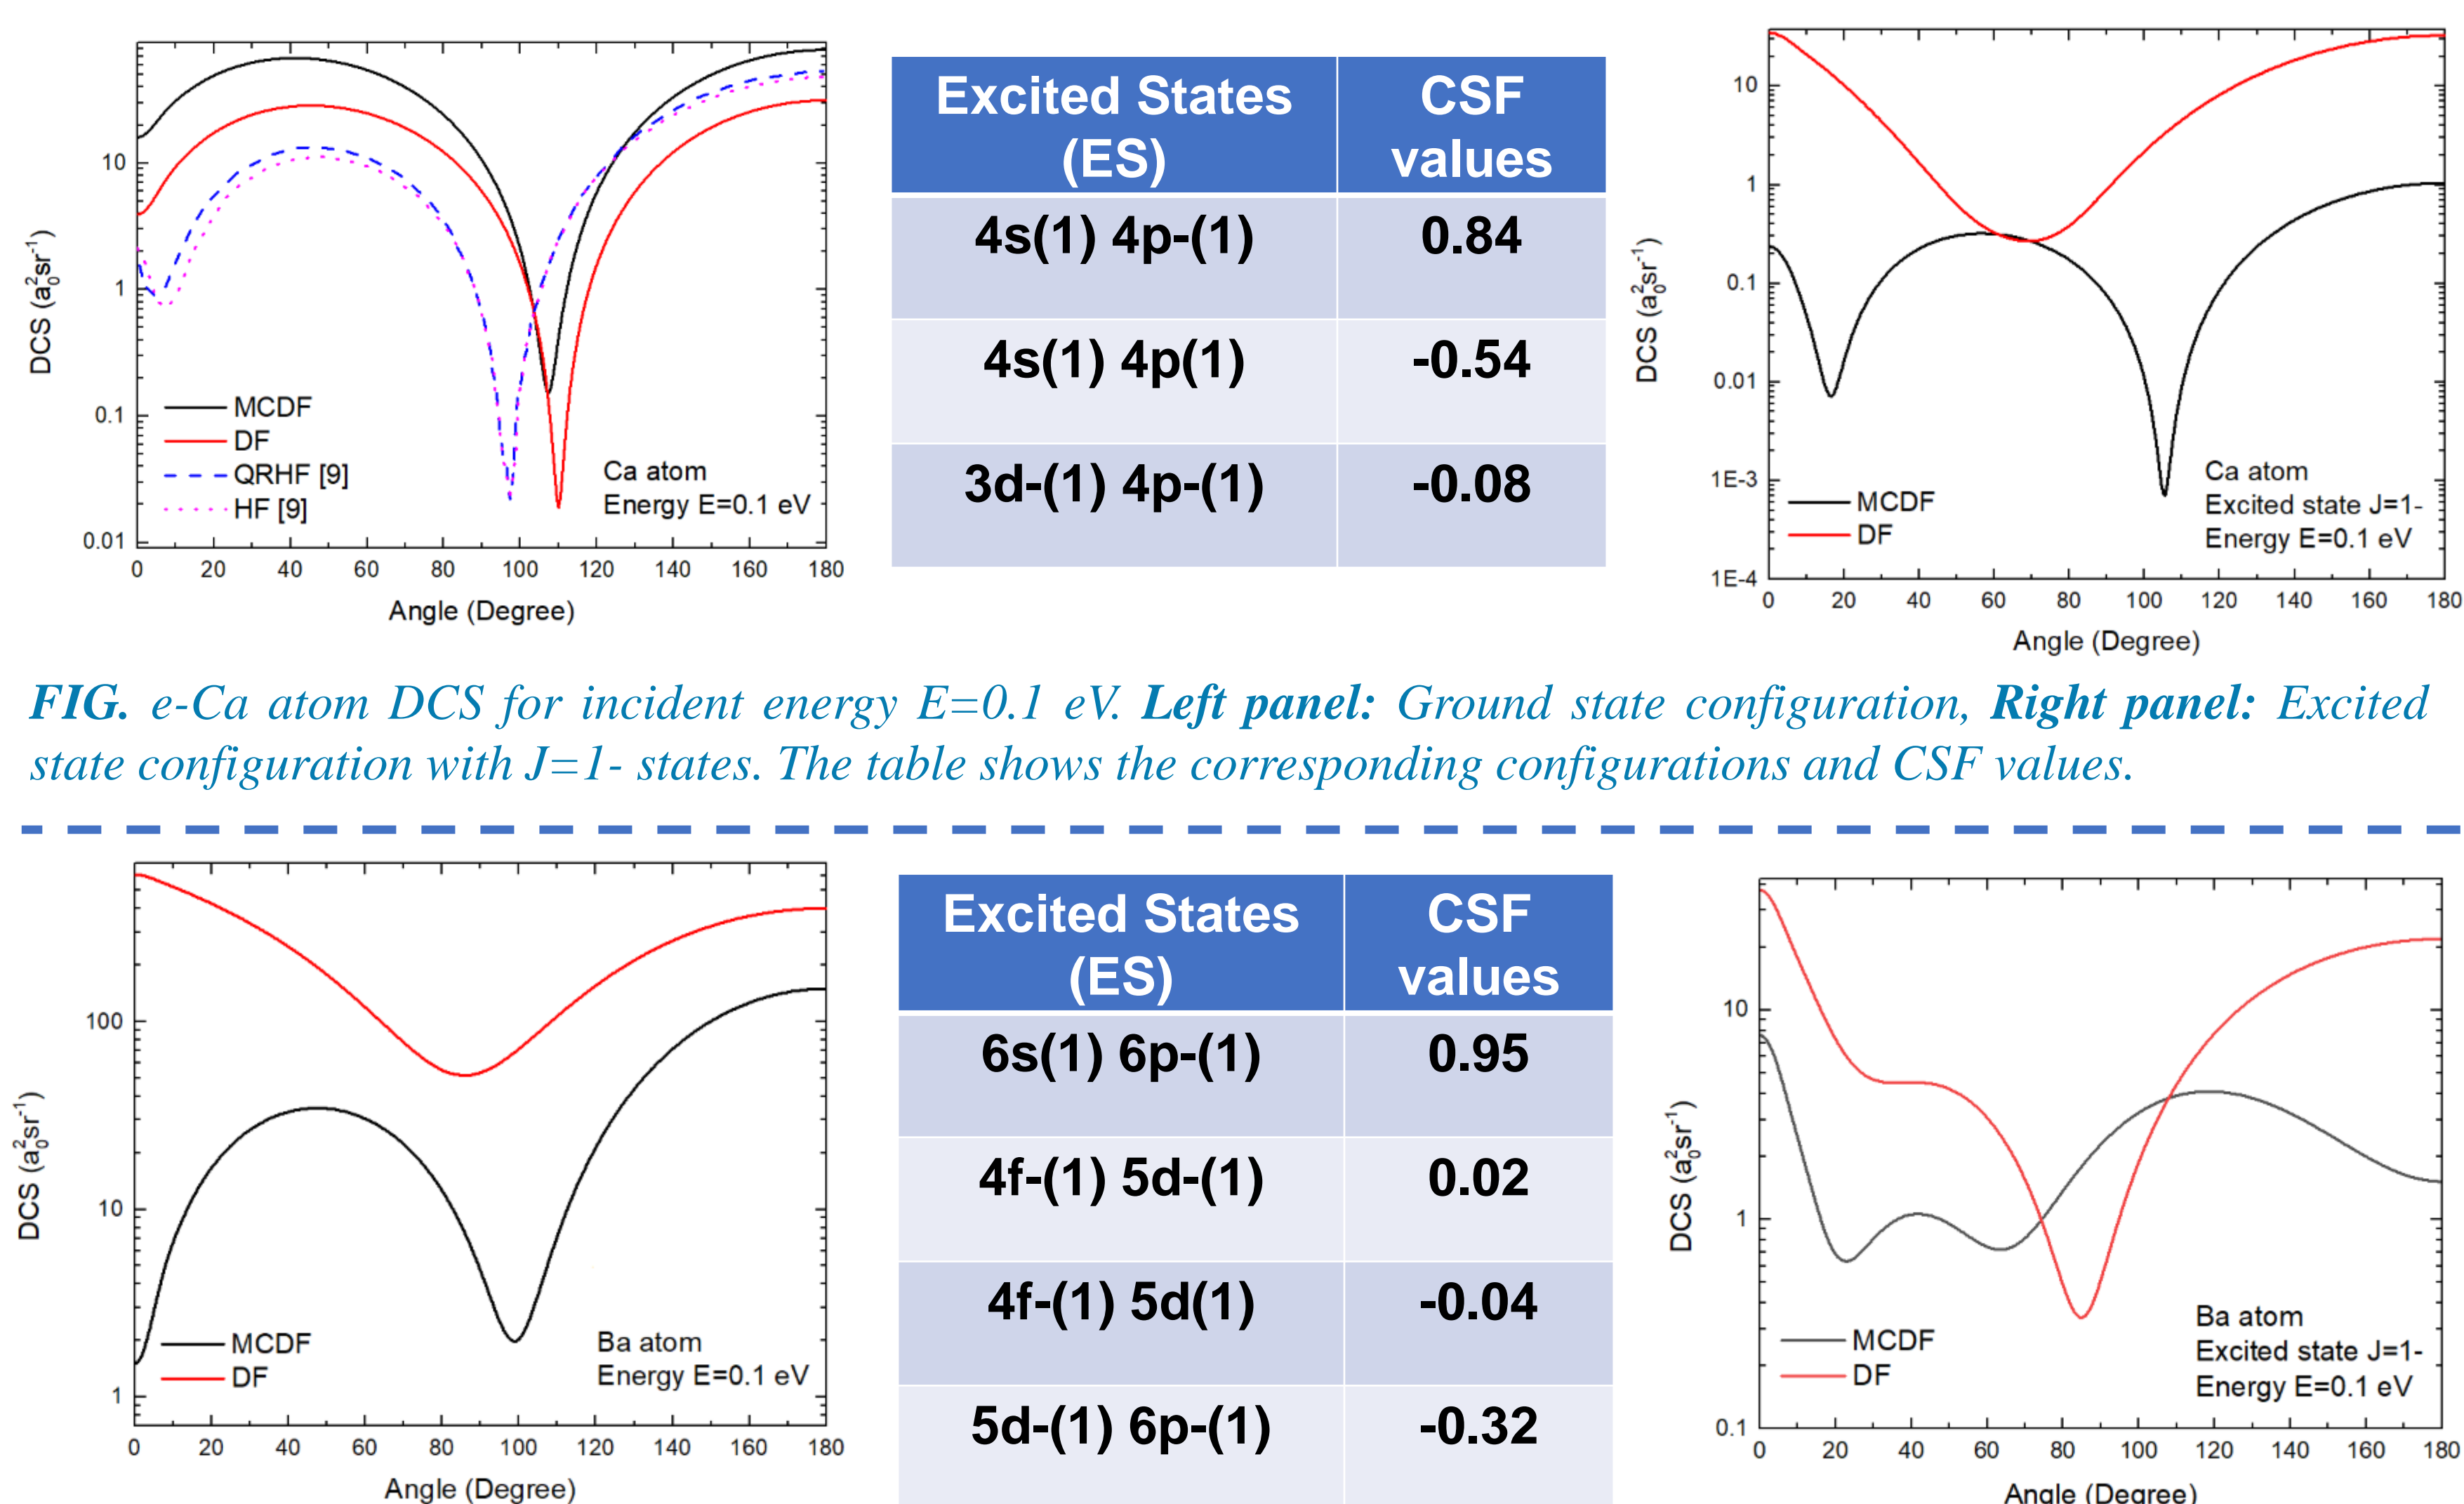 10
1
0.1
0.01
DCS (a₀²sr⁻¹)
MCDF
DF
QRHF [9]
HF [9]
Ca atom
Energy E=0.1 eV
0 20 40 60 80 100 120 140 160 180
Angle (Degree)
Excited States (ES) CSF values
4s(1) 4p-(1) 0.84
4s(1) 4p(1) -0.54
3d-(1) 4p-(1) -0.08
10
1
0.1
0.01
1E-3
1E-4
DCS (a₀²sr⁻¹)
MCDF
DF
Ca atom
Excited state J=1-
Energy E=0.1 eV
0 20 40 60 80 100 120 140 160 180
Angle (Degree)
FIG. e-Ca atom DCS for incident energy E=0.1 eV. Left panel: Ground state configuration, Right panel: Excited
state configuration with J=1- states. The table shows the corresponding configurations and CSF values.
100
10
1
DCS (a₀²sr⁻¹)
MCDF
DF
Ba atom
Energy E=0.1 eV
0 20 40 60 80 100 120 140 160 180
Angle (Degree)
Excited States (ES) CSF values
6s(1) 6p-(1) 0.95
4f-(1) 5d-(1) 0.02
4f-(1) 5d(1) -0.04
5d-(1) 6p-(1) -0.32
10
1
0.1
DCS (a₀²sr⁻¹)
MCDF
DF
Ba atom
Excited state J=1-
Energy E=0.1 eV
0 20 40 60 80 100 120 140 160 180
Angle (Degree)